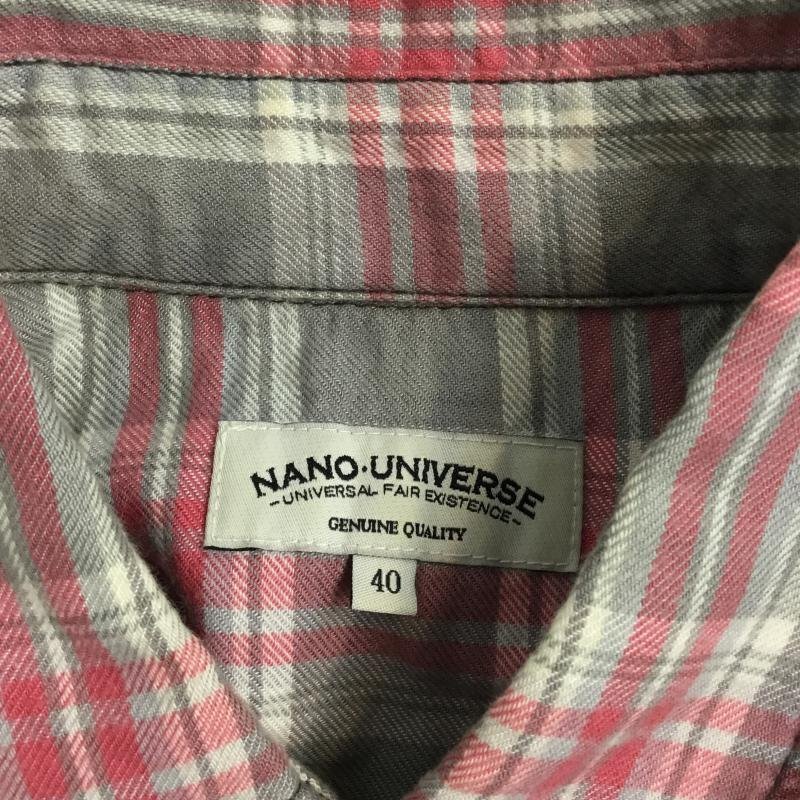 NANO・UNIVERSE
-UNIVERSAL FAIR EXISTENCE-
GENUINE QUALITY
40